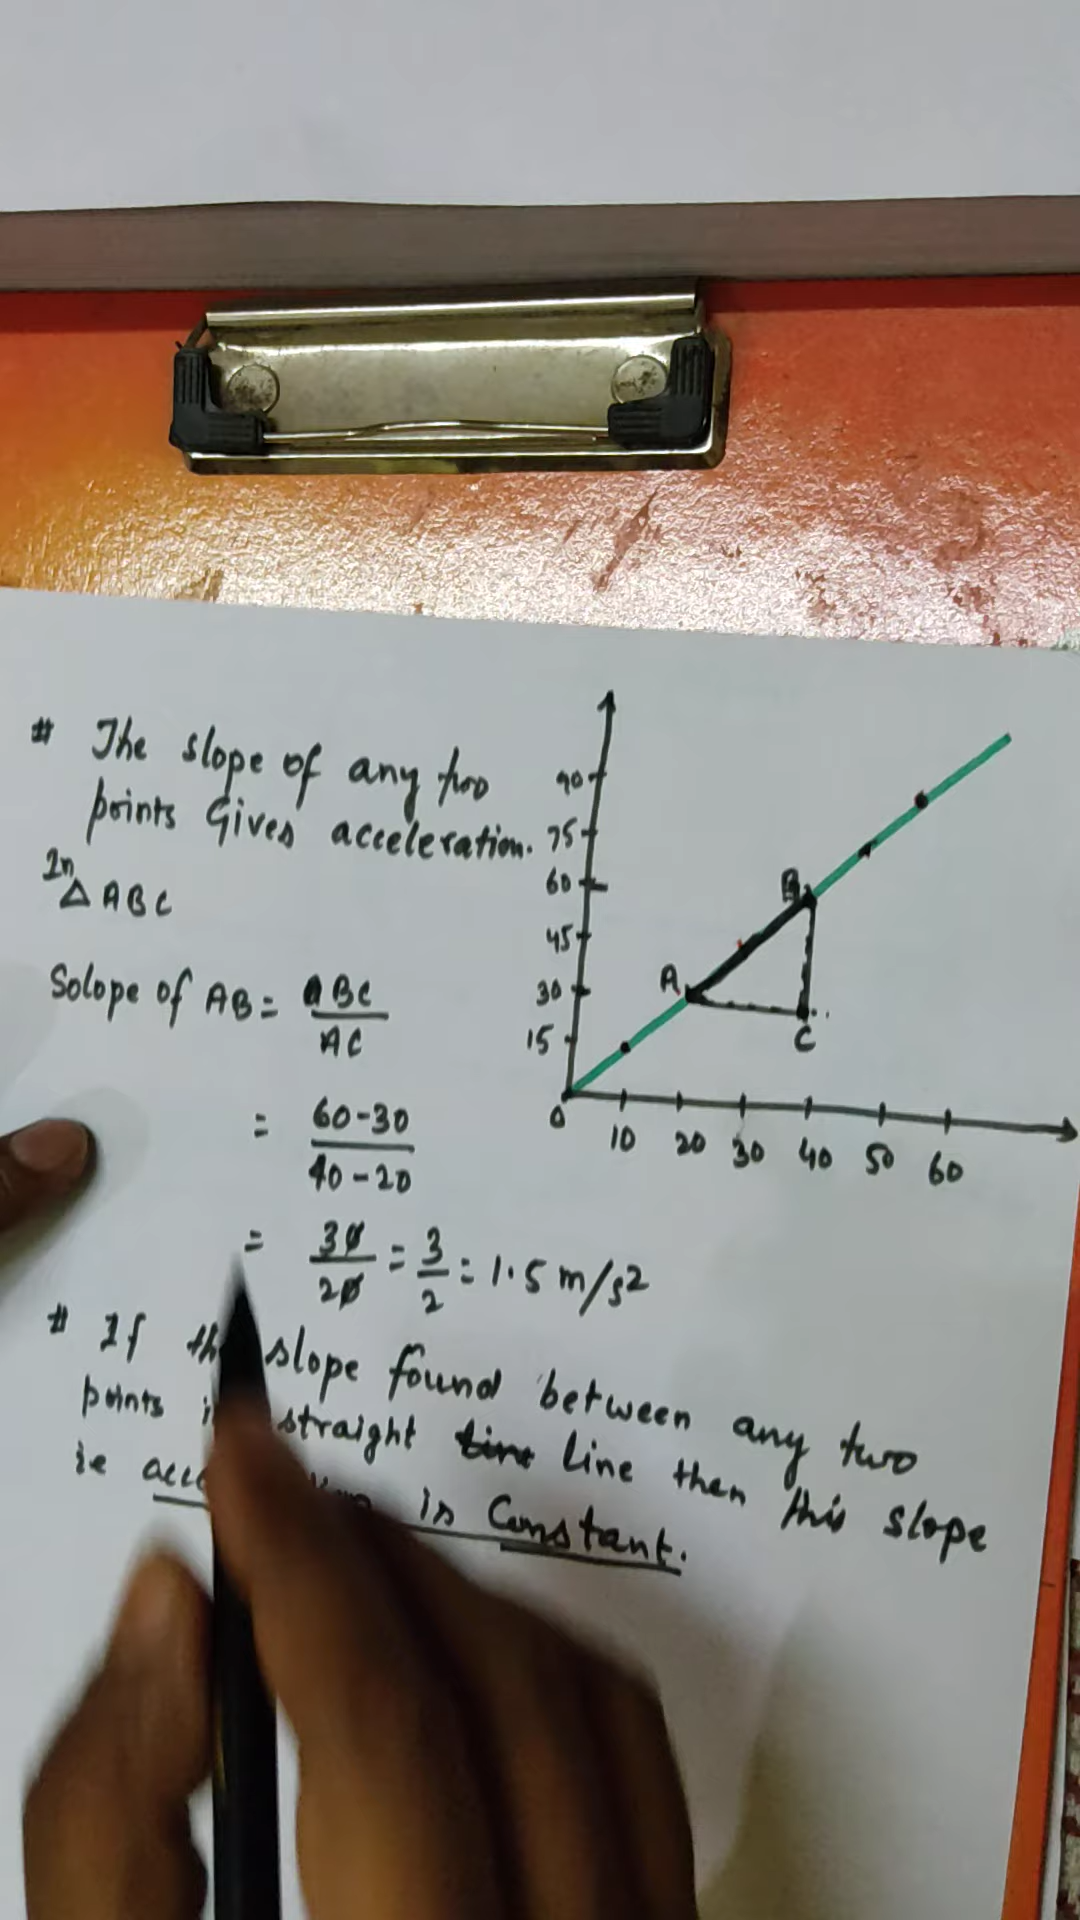 # The slope of any two
points Gives acceleration.
In
△ ABC
Solope of AB = BC
AC
= 60-30
40-20
= 30 = 3 = 1.5 m/s2
20 2
# If slope found between any two
points straight Line then this slope
ie is Constant.
90
75
60
45
30
15
0
10 20 30 40 50 60
A
B
C